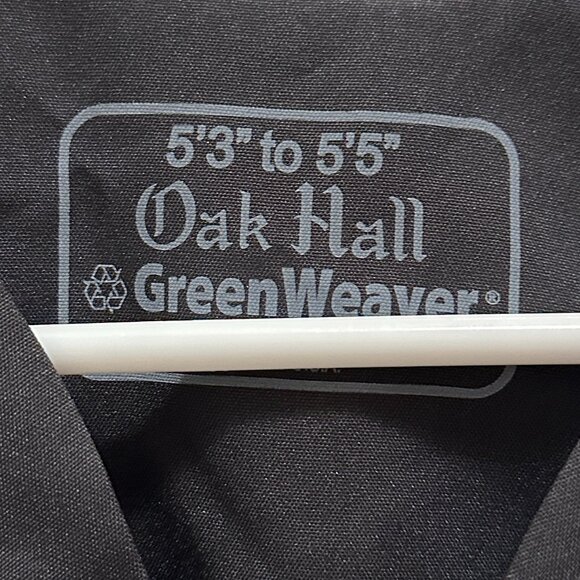 5'3" to 5'5"
Oak Hall
GreenWeaver®